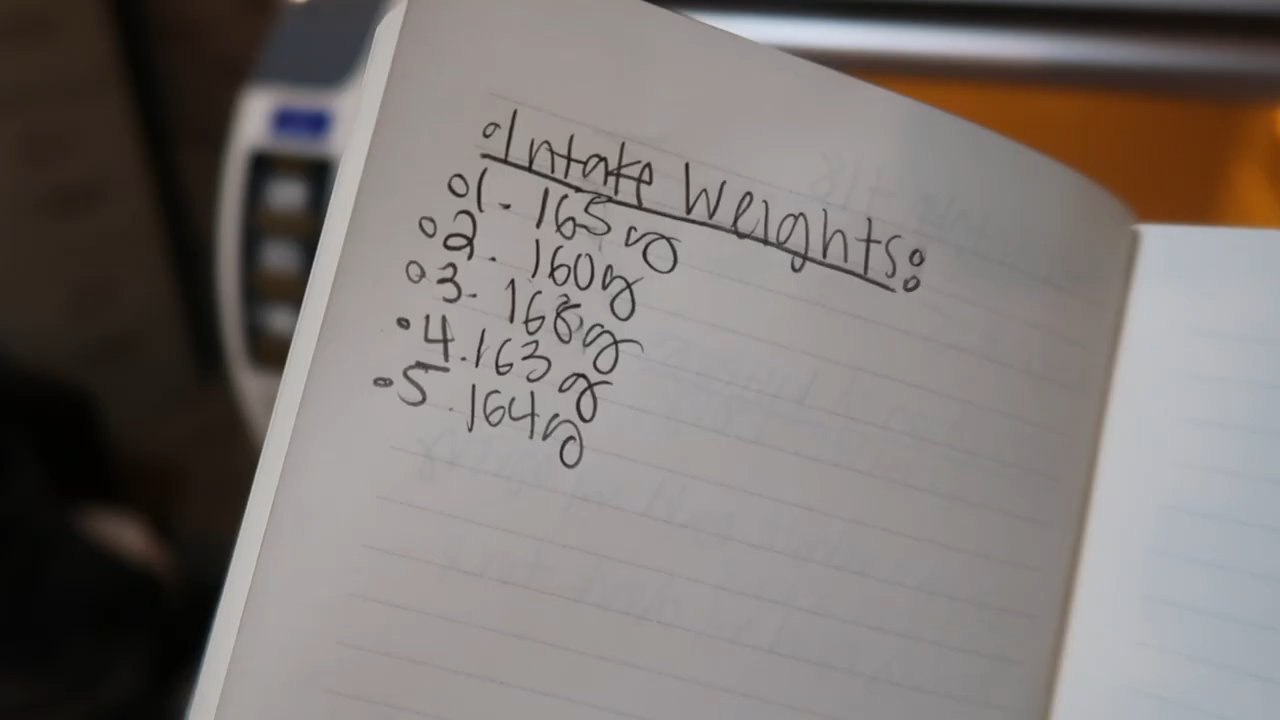 Intake Weights:
1. 165g
2. 160g
3. 168g
4. 163g
5. 164g